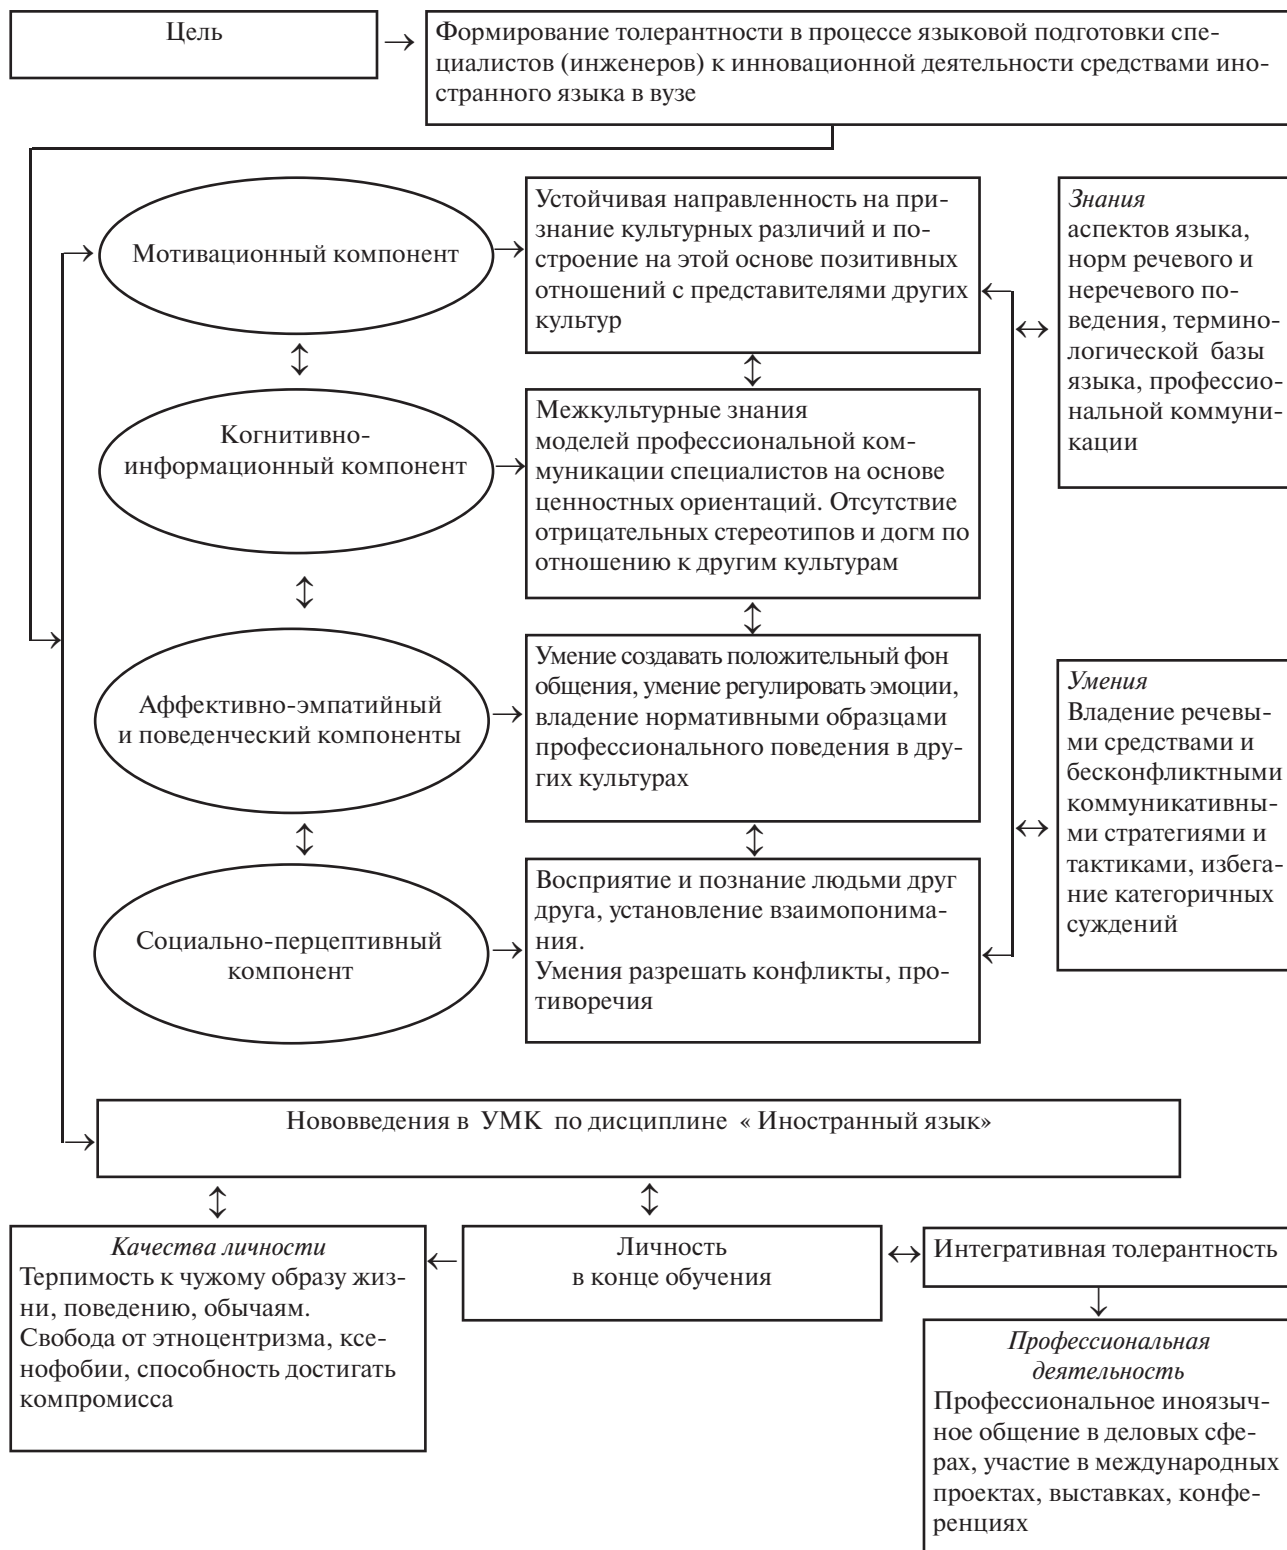 Цель
Формирование толерантности в процессе языковой подготовки спе-
циалистов (инженеров) к инновационной деятельности средствами ино-
странного языка в вузе
Мотивационный компонент
Устойчивая направленность на при-
знание культурных различий и по-
строение на этой основе позитивных
отношений с представителями других
культур
Знания
аспектов языка,
норм речевого и
неречевого по-
ведения, термино-
логической базы
языка, профессио-
нальной коммуни-
кации
Когнитивно-
информационный компонент
Межкультурные знания
моделей профессиональной ком-
муникации специалистов на основе
ценностных ориентаций. Отсутствие
отрицательных стереотипов и догм по
отношению к другим культурам
Аффективно-эмпатийный
и поведенческий компоненты
Умение создавать положительный фон
общения, умение регулировать эмоции,
владение нормативными образцами
профессионального поведения в дру-
гих культурах
Умения
Владение речевы-
ми средствами и
бесконфликтными
коммуникативны-
ми стратегиями и
тактиками, избега-
ние категоричных
суждений
Социально-перцептивный
компонент
Восприятие и познание людьми друг
друга, установление взаимопонима-
ния.
Умения разрешать конфликты, про-
тиворечия
Нововведения в УМК по дисциплине « Иностранный язык»
Качества личности
Терпимость к чужому образу жиз-
ни, поведению, обычаям.
Свобода от этноцентризма, ксе-
нофобии, способность достигать
компромисса
Личность
в конце обучения
Интегративная толерантность
Профессиональная
деятельность
Профессиональное иноязыч-
ное общение в деловых сфе-
рах, участие в международных
проектах, выставках, конфе-
ренциях